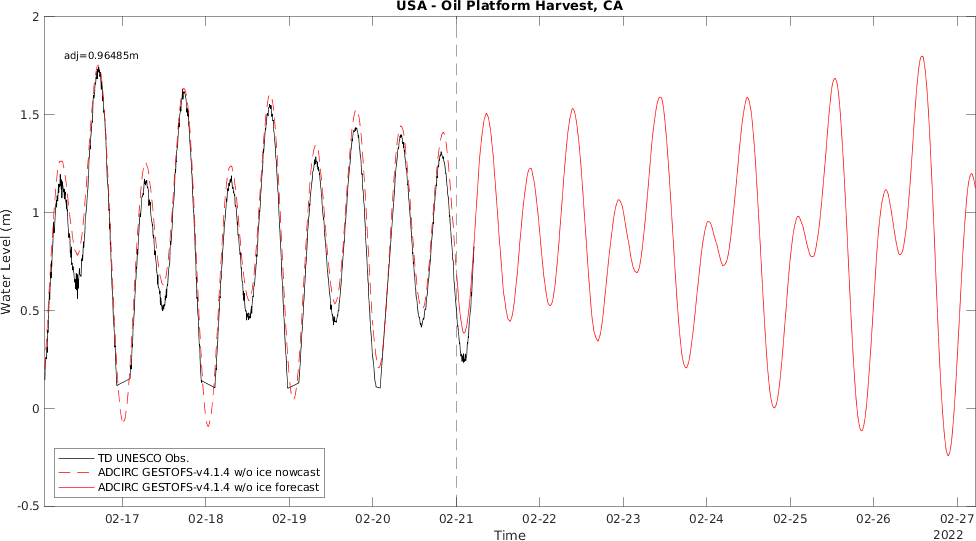 USA - Oil Platform Harvest, CA
adj=0.96485m
Water Level (m)
2
1.5
1
0.5
0
-0.5
TD UNESCO Obs.
ADCIRC GESTOFS-v4.1.4 w/o ice nowcast
ADCIRC GESTOFS-v4.1.4 w/o ice forecast
02-17 02-18 02-19 02-20 02-21 02-22 02-23 02-24 02-25 02-26 02-27
Time
2022